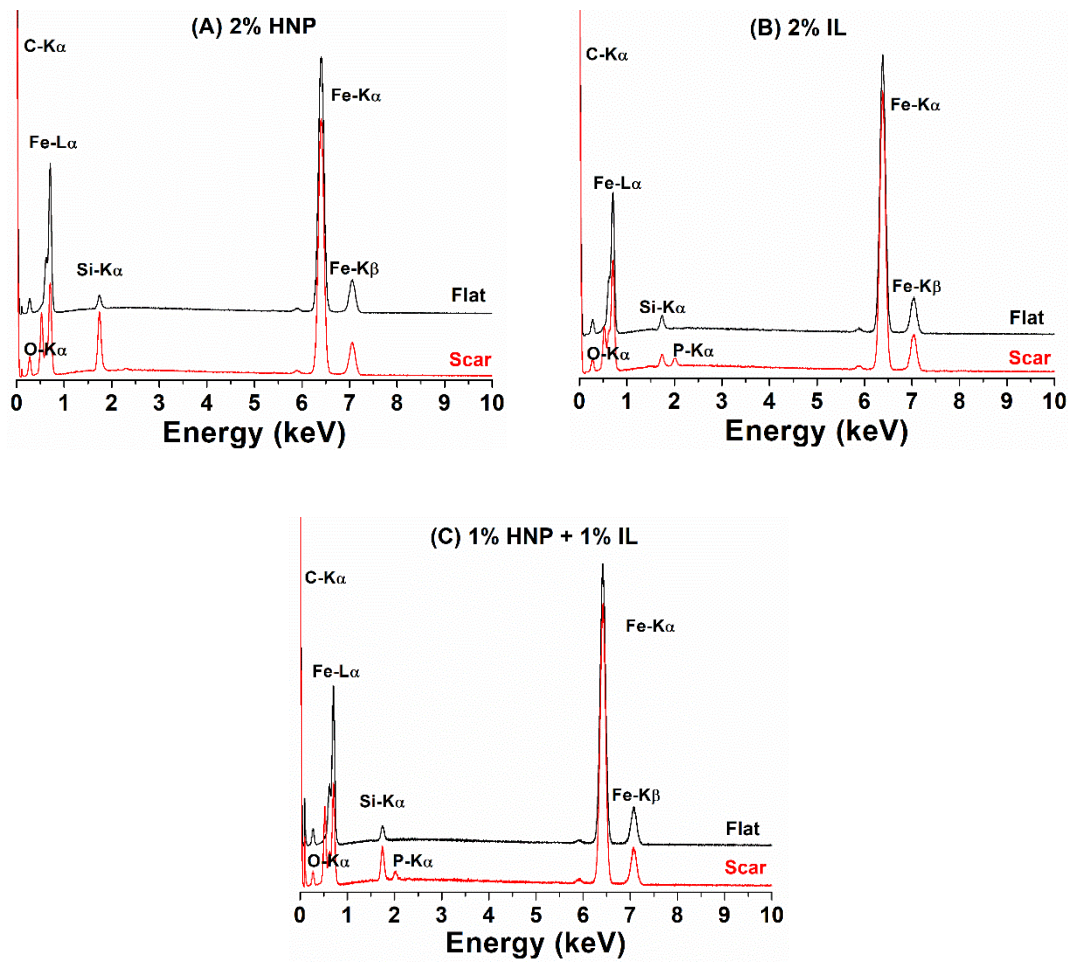 (A) 2% HNP
C-Kα
Fe-Kα
Fe-Lα
Si-Kα
Fe-Kβ
Flat
O-Kα
Scar
0 1 2 3 4 5 6 7 8 9 10
Energy (keV)
(B) 2% IL
C-Kα
Fe-Kα
Fe-Lα
Fe-Kβ
Si-Kα
Flat
O-Kα
P-Kα
Scar
0 1 2 3 4 5 6 7 8 9 10
Energy (keV)
(C) 1% HNP + 1% IL
C-Kα
Fe-Kα
Fe-Lα
Fe-Kβ
Si-Kα
Flat
O-Kα
P-Kα
Scar
0 1 2 3 4 5 6 7 8 9 10
Energy (keV)